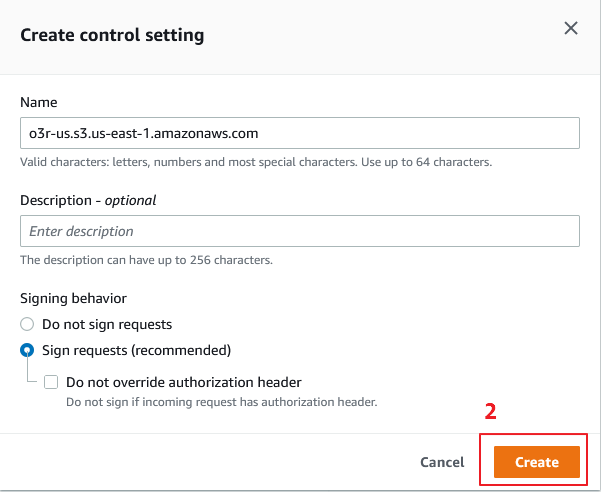 Create control setting
Name
o3r-us.s3.us-east-1.amazonaws.com
Valid characters: letters, numbers and most special characters. Use up to 64 characters.
Description - optional
Enter description
The description can have up to 256 characters.
Signing behavior
Do not sign requests
Sign requests (recommended)
Do not override authorization header
Do not sign if incoming request has authorization header.
2
Cancel
Create